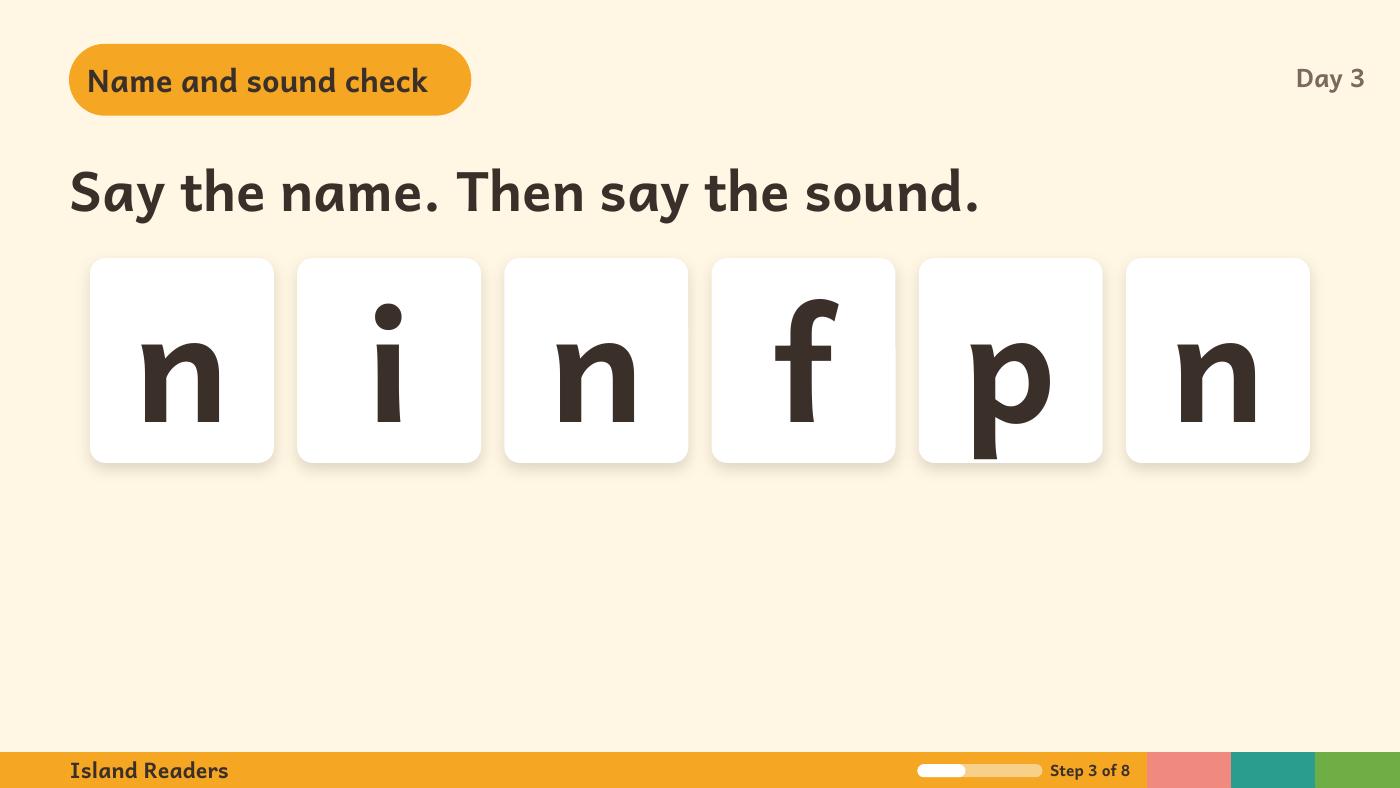 Name and sound check
Day 3
Say the name. Then say the sound.
n i n f p n
Island Readers
Step 3 of 8